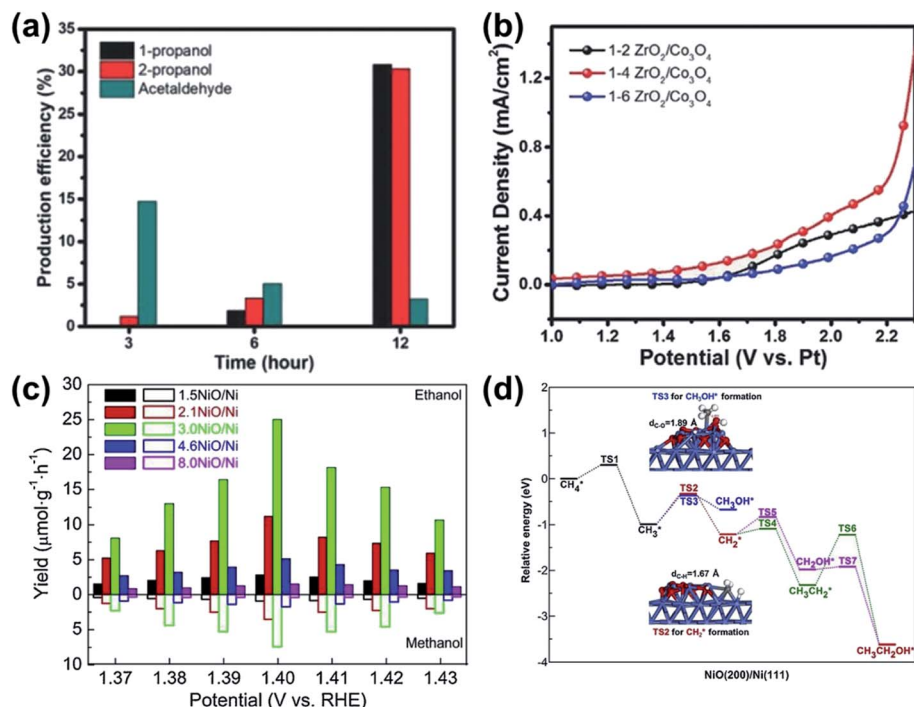 (a)
1-propanol
2-propanol
Acetaldehyde
Production efficiency (%)
35
30
25
20
15
10
5
0
3
6
12
Time (hour)
(b)
1-2 ZrO₂/Co₃O₄
1-4 ZrO₂/Co₃O₄
1-6 ZrO₂/Co₃O₄
Current Density (mA/cm²)
1.2
0.8
0.4
0.0
1.0
1.2
1.4
1.6
1.8
2.0
2.2
Potential (V vs. Pt)
(c)
1.5NiO/Ni
2.1NiO/Ni
3.0NiO/Ni
4.6NiO/Ni
8.0NiO/Ni
Ethanol
Methanol
Yield (μmol·g⁻¹·h⁻¹)
30
25
20
15
10
5
0
5
10
1.37
1.38
1.39
1.40
1.41
1.42
1.43
Potential (V vs. RHE)
(d)
Relative energy (eV)
2
1
0
-1
-2
-3
-4
TS3 for CH₃OH* formation
d_C-O=1.89 Å
CH₄*
TS1
CH₃*
TS2
TS3
CH₃OH*
CH₂*
TS5
TS4
CH₂OH*
CH₃CH₂*
TS6
TS7
CH₃CH₂OH*
d_C-H=1.67 Å
TS2 for CH₂* formation
NiO(200)/Ni(111)